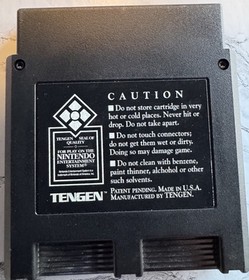 CAUTION
■ Do not store cartridge in very
hot or cold places. Never hit or
drop. Do not take apart.
■ Do not touch connectors;
do not get them wet or dirty.
Doing so may damage game.
■ Do not clean with benzene,
paint thinner, alcohol or other
such solvents.
PATENT PENDING. MADE IN U.S.A.
MANUFACTURED BY TENGEN.
TENGEN SEAL OF
QUALITY
FOR PLAY ON THE
NINTENDO
ENTERTAINMENT
SYSTEM®
TENGEN™